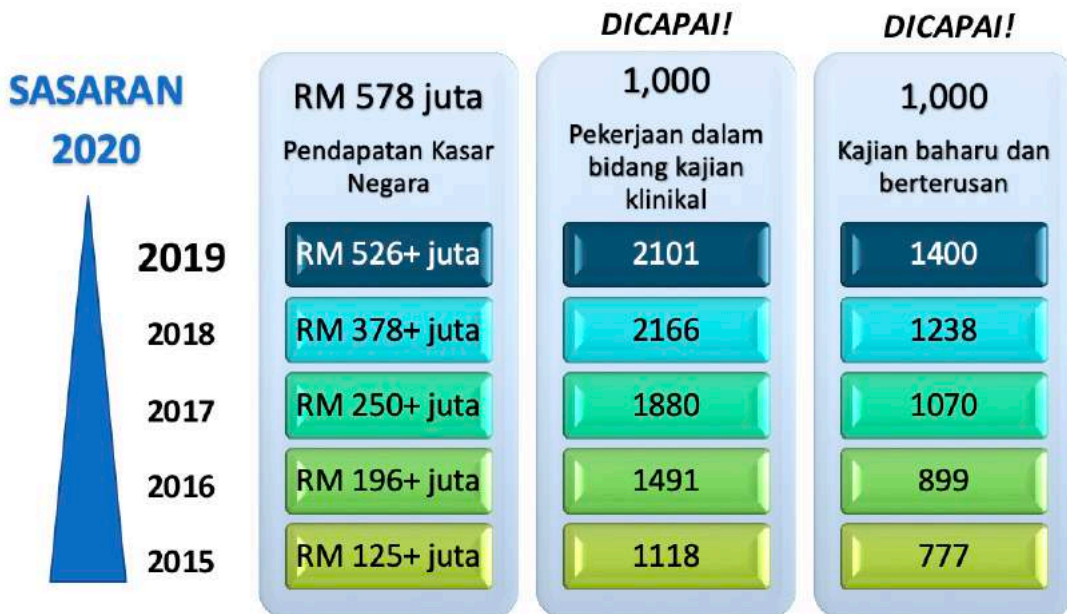 DICAPAI!
DICAPAI!
SASARAN
2020
RM 578 juta
Pendapatan Kasar
Negara
1,000
Pekerjaan dalam
bidang kajian
klinikal
1,000
Kajian baharu dan
berterusan
2019
RM 526+ juta
2101
1400
2018
RM 378+ juta
2166
1238
2017
RM 250+ juta
1880
1070
2016
RM 196+ juta
1491
899
2015
RM 125+ juta
1118
777